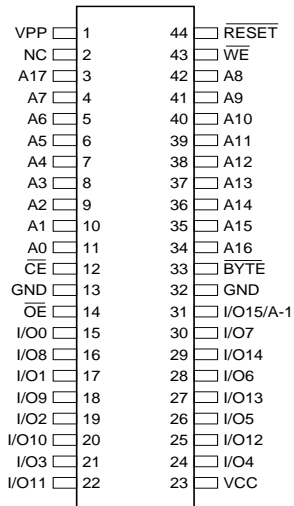 VPP 1 44 RESET
NC 2 43 WE
A17 3 42 A8
A7 4 41 A9
A6 5 40 A10
A5 6 39 A11
A4 7 38 A12
A3 8 37 A13
A2 9 36 A14
A1 10 35 A15
A0 11 34 A16
CE 12 33 BYTE
GND 13 32 GND
OE 14 31 I/O15/A-1
I/O0 15 30 I/O7
I/O8 16 29 I/O14
I/O1 17 28 I/O6
I/O9 18 27 I/O13
I/O2 19 26 I/O5
I/O10 20 25 I/O12
I/O3 21 24 I/O4
I/O11 22 23 VCC